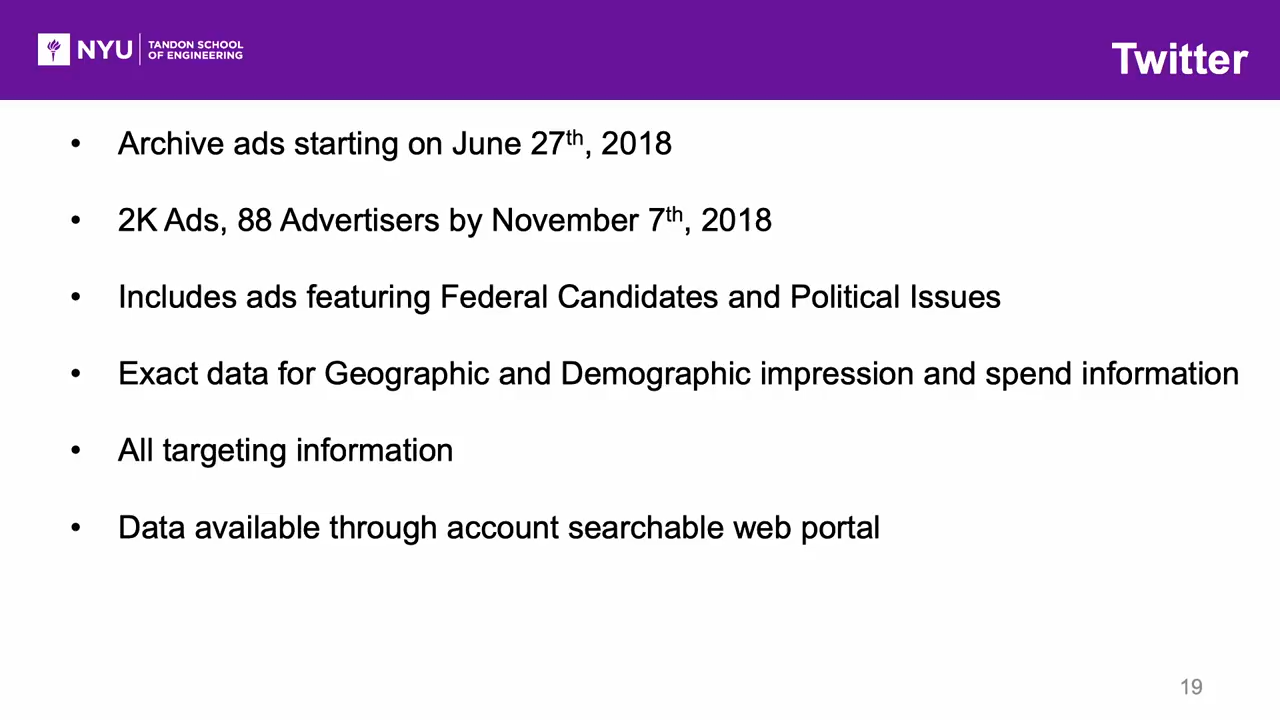 NYU TANDON SCHOOL
OF ENGINEERING
Twitter
• Archive ads starting on June 27th, 2018
• 2K Ads, 88 Advertisers by November 7th, 2018
• Includes ads featuring Federal Candidates and Political Issues
• Exact data for Geographic and Demographic impression and spend information
• All targeting information
• Data available through account searchable web portal
19